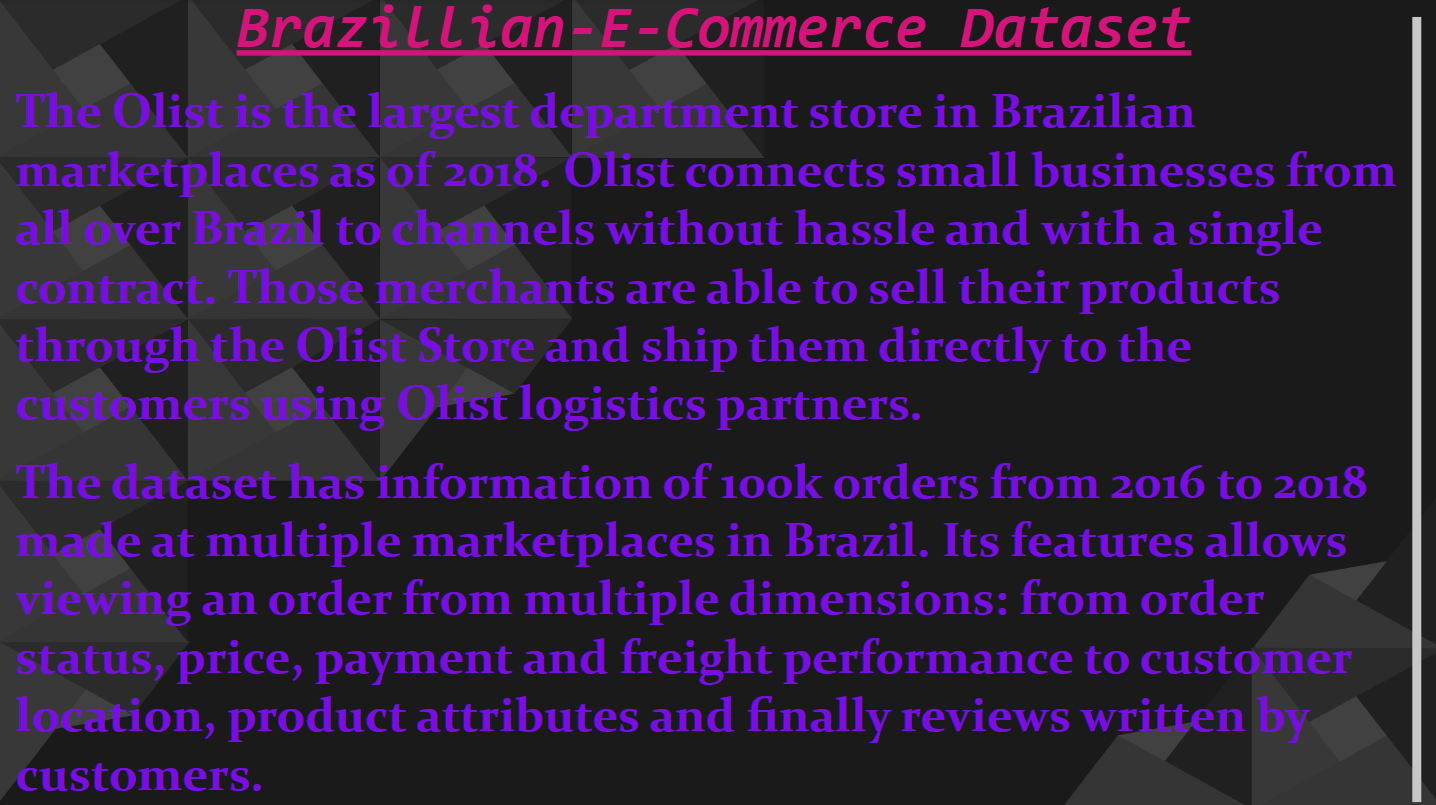 Brazillian-E-Commerce Dataset
The Olist is the largest department store in Brazilian
marketplaces as of 2018. Olist connects small businesses from
all over Brazil to channels without hassle and with a single
contract. Those merchants are able to sell their products
through the Olist Store and ship them directly to the
customers using Olist logistics partners.
The dataset has information of 100k orders from 2016 to 2018
made at multiple marketplaces in Brazil. Its features allows
viewing an order from multiple dimensions: from order
status, price, payment and freight performance to customer
location, product attributes and finally reviews written by
customers.